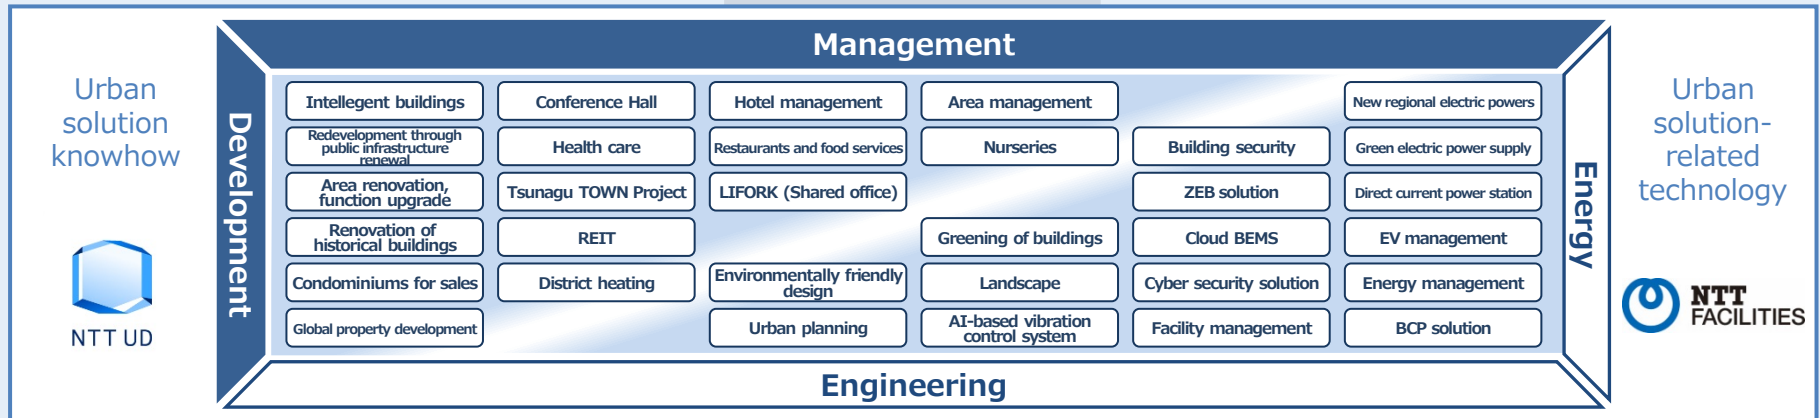 Management
Urban
solution
knowhow
NTT UD
Development
Intellegent buildings
Conference Hall
Hotel management
Area management
New regional electric powers
Redevelopment through
public infrastructure
renewal
Health care
Restaurants and food services
Nurseries
Building security
Green electric power supply
Area renovation,
function upgrade
Tsunagu TOWN Project
LIFORK (Shared office)
ZEB solution
Direct current power station
Renovation of
historical buildings
REIT
Greening of buildings
Cloud BEMS
EV management
Condominiums for sales
District heating
Environmentally friendly
design
Landscape
Cyber security solution
Energy management
Global property development
Urban planning
AI-based vibration
control system
Facility management
BCP solution
Energy
Engineering
Urban
solution-
related
technology
NTT
FACILITIES